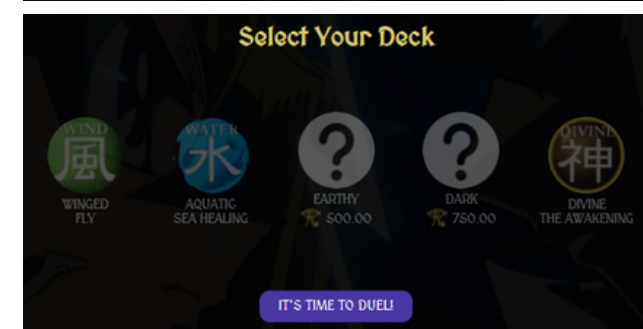 Select Your Deck
WIND
風
WINGED
FLY
WATER
水
AQUATIC
SEA HEALING
?
EARTHY
500.00
?
DARK
750.00
DIVINE
神
DIVINE
THE AWAKENING
IT'S TIME TO DUEL!